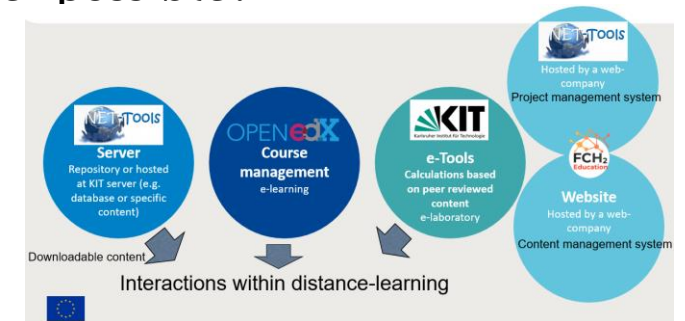 NET-TOOLS
Server
Repository or hosted
at KIT server (e.g.
database or specific
content)
OPEN edX
Course
management
e-learning
KIT
Karlsruher Institut für Technologie
e-Tools
Calculations based
on peer reviewed
content
e-laboratory
NET-TOOLS
Hosted by a web-
company
Project management system
FCH2
Education
Website
Hosted by a web-
company
Content management system
Downloadable content
Interactions within distance-learning